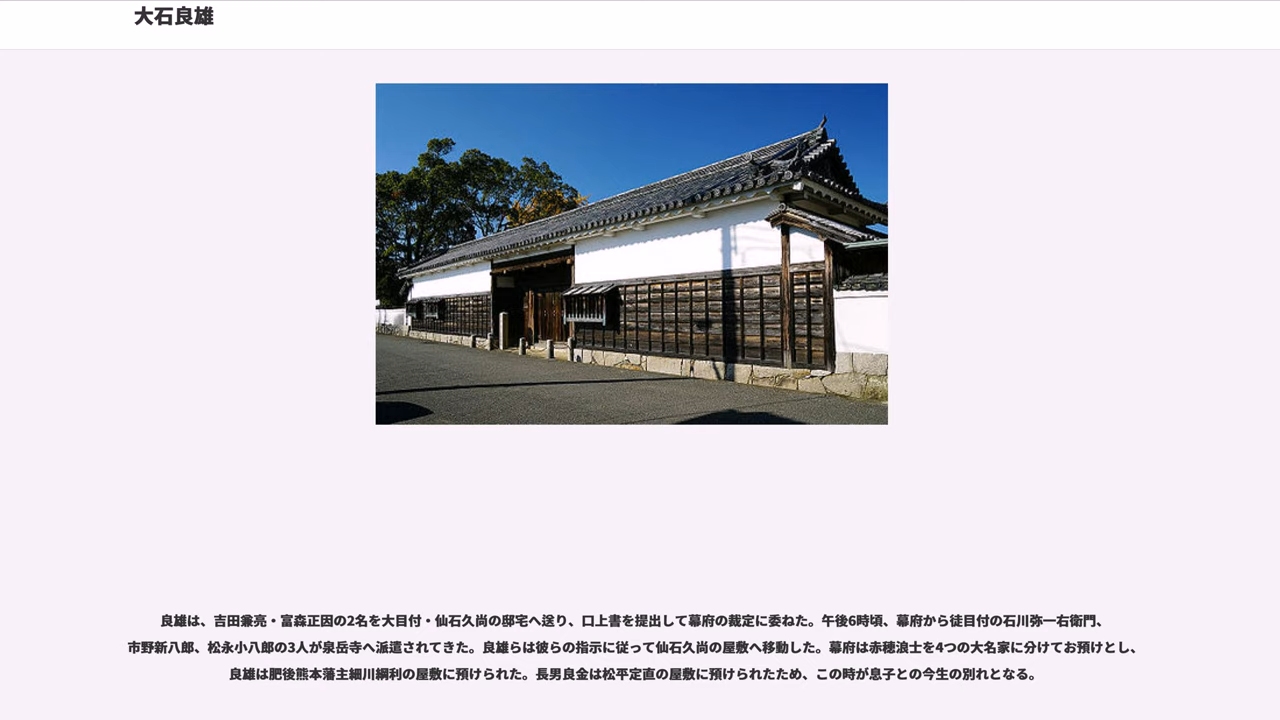 大石良雄
良雄は、吉田兼亮・富森正因の2名を大目付・仙石久尚の邸宅へ送り、口上書を提出して幕府の裁定に委ねた。午後6時頃、幕府から徒目付の石川弥一右衛門、
市野新八郎、松永小八郎の3人が泉岳寺へ派遣されてきた。良雄らは彼らの指示に従って仙石久尚の屋敷へ移動した。幕府は赤穂浪士を4つの大名家に分けてお預けとし、
良雄は肥後熊本藩主細川綱利の屋敷に預けられた。長男良金は松平定直の屋敷に預けられたため、この時が息子との今生の別れとなる。